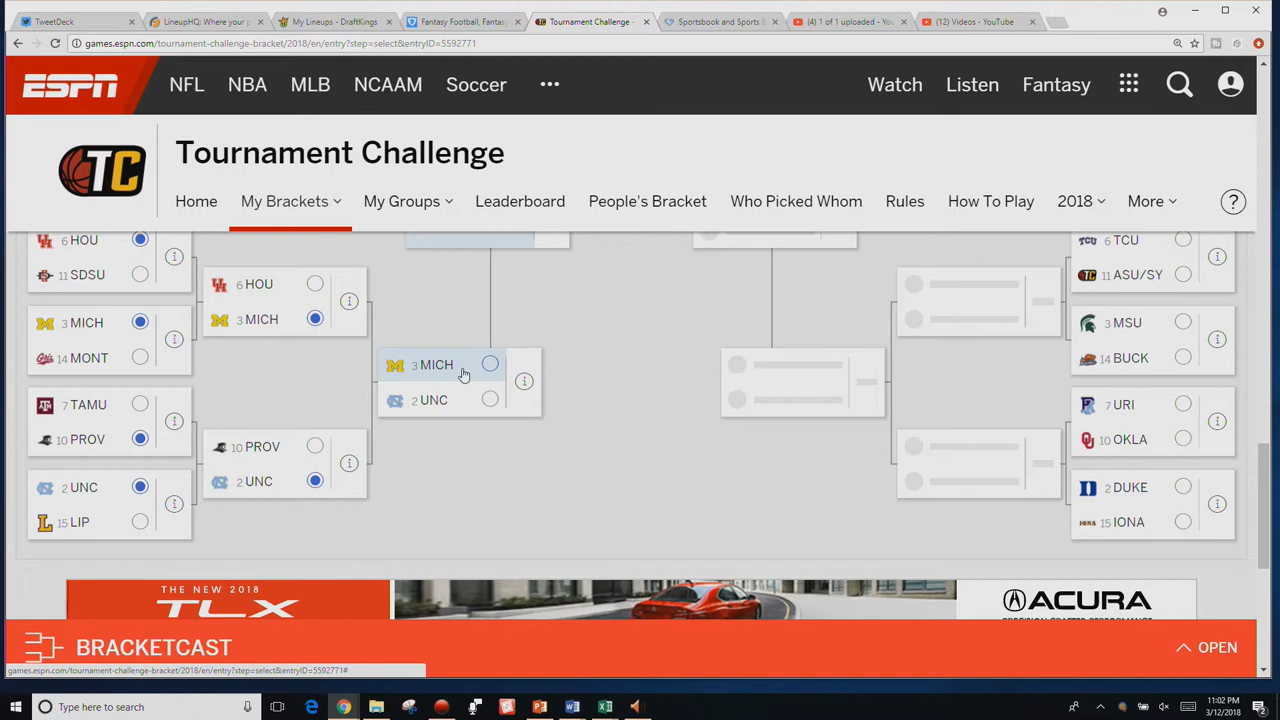 TweetDeck
LineupHQ: Where your p
My Lineups - DraftKings
Fantasy Football, Fantasy
Tournament Challenge -
Sportsbook and Sports B
(4) 1 of 1 uploaded - You
(12) Videos - YouTube
games.espn.com/tournament-challenge-bracket/2018/en/entry?step=select&entryID=5592771
ESPN NFL NBA MLB NCAAM Soccer ••• Watch Listen Fantasy
TC Tournament Challenge
Home My Brackets My Groups Leaderboard People's Bracket Who Picked Whom Rules How To Play 2018 More ?
6 HOU
11 SDSU
3 MICH
14 MONT
7 TAMU
10 PROV
2 UNC
15 LIP
6 HOU
3 MICH
10 PROV
2 UNC
3 MICH
2 UNC
6 TCU
11 ASU/SY
3 MSU
14 BUCK
7 URI
10 OKLA
2 DUKE
15 IONA
THE NEW 2018
TLX
ACURA
BRACKETCAST
OPEN
games.espn.com/tournament-challenge-bracket/2018/en/entry?step=select&entryID=5592771#
Type here to search
11:02 PM
3/12/2018